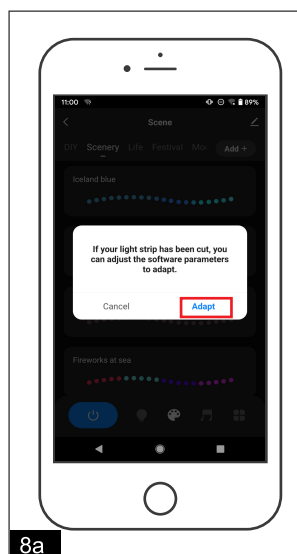 11:00 89%
Scene
DIY Scenery Life Festival Mo Add +
Iceland blue
If your light strip has been cut, you
can adjust the software parameters
to adapt.
Cancel Adapt
Fireworks at sea
8a